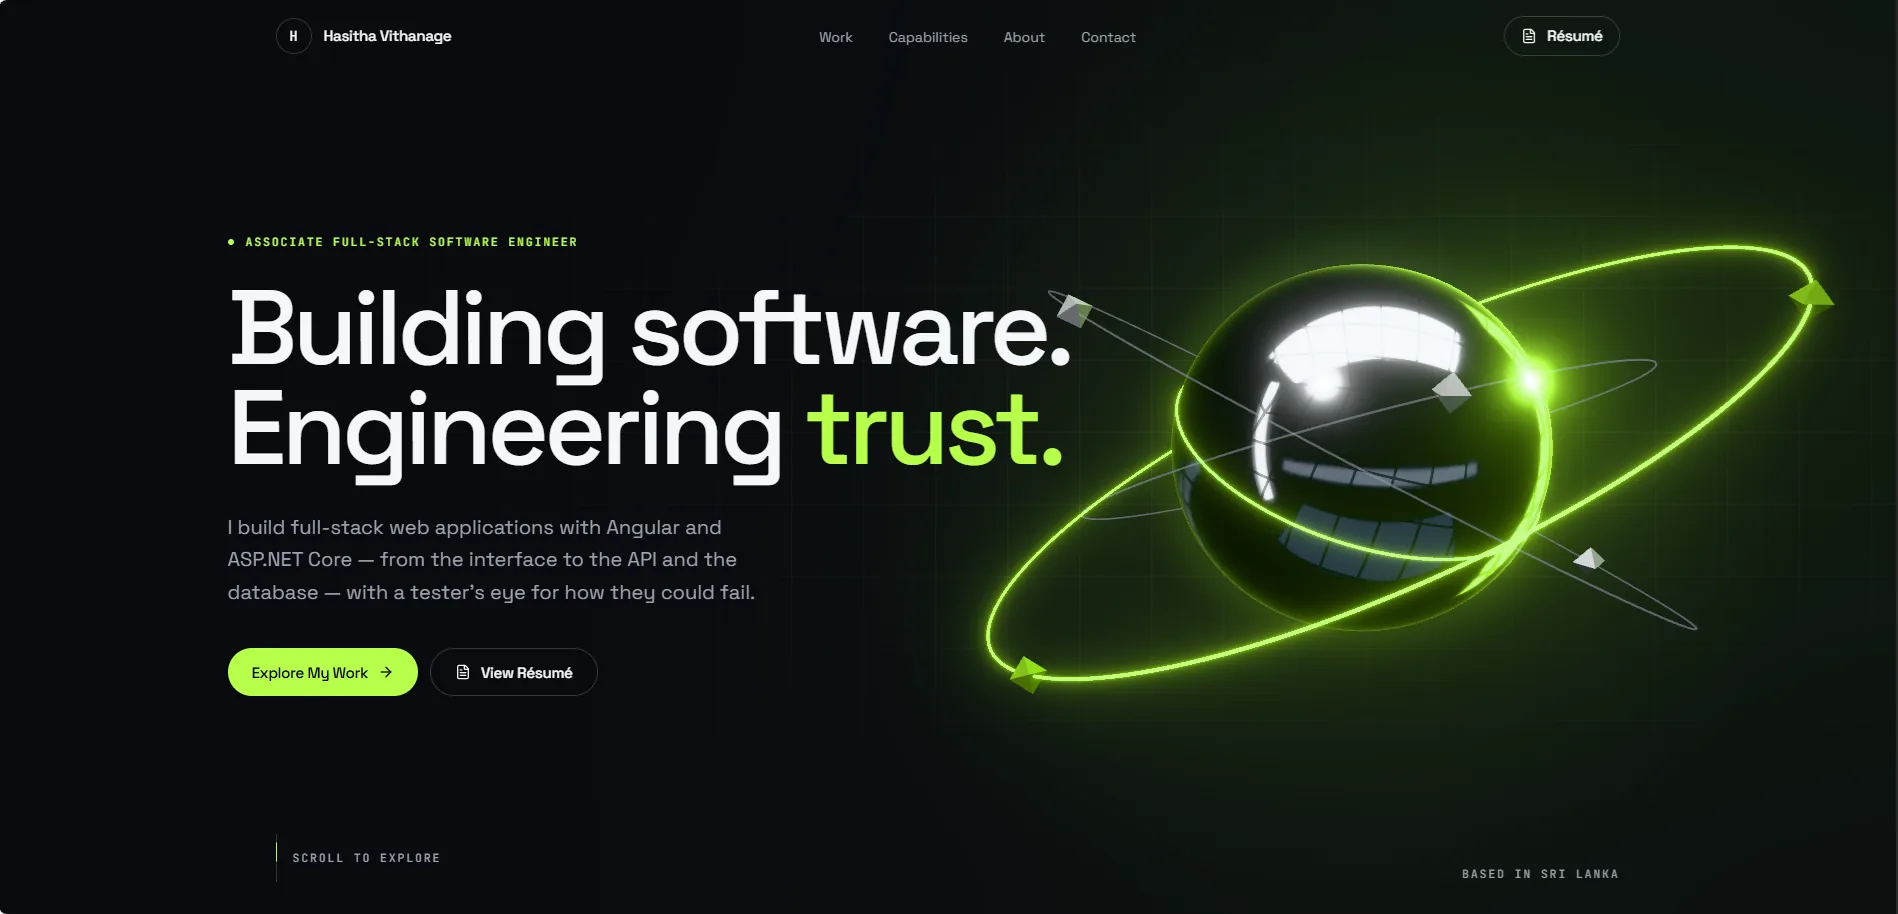 H
Hasitha Vithanage
Work
Capabilities
About
Contact
Résumé
ASSOCIATE FULL-STACK SOFTWARE ENGINEER
Building software.
Engineering trust.
I build full-stack web applications with Angular and
ASP.NET Core — from the interface to the API and the
database — with a tester’s eye for how they could fail.
Explore My Work →
View Résumé
SCROLL TO EXPLORE
BASED IN SRI LANKA